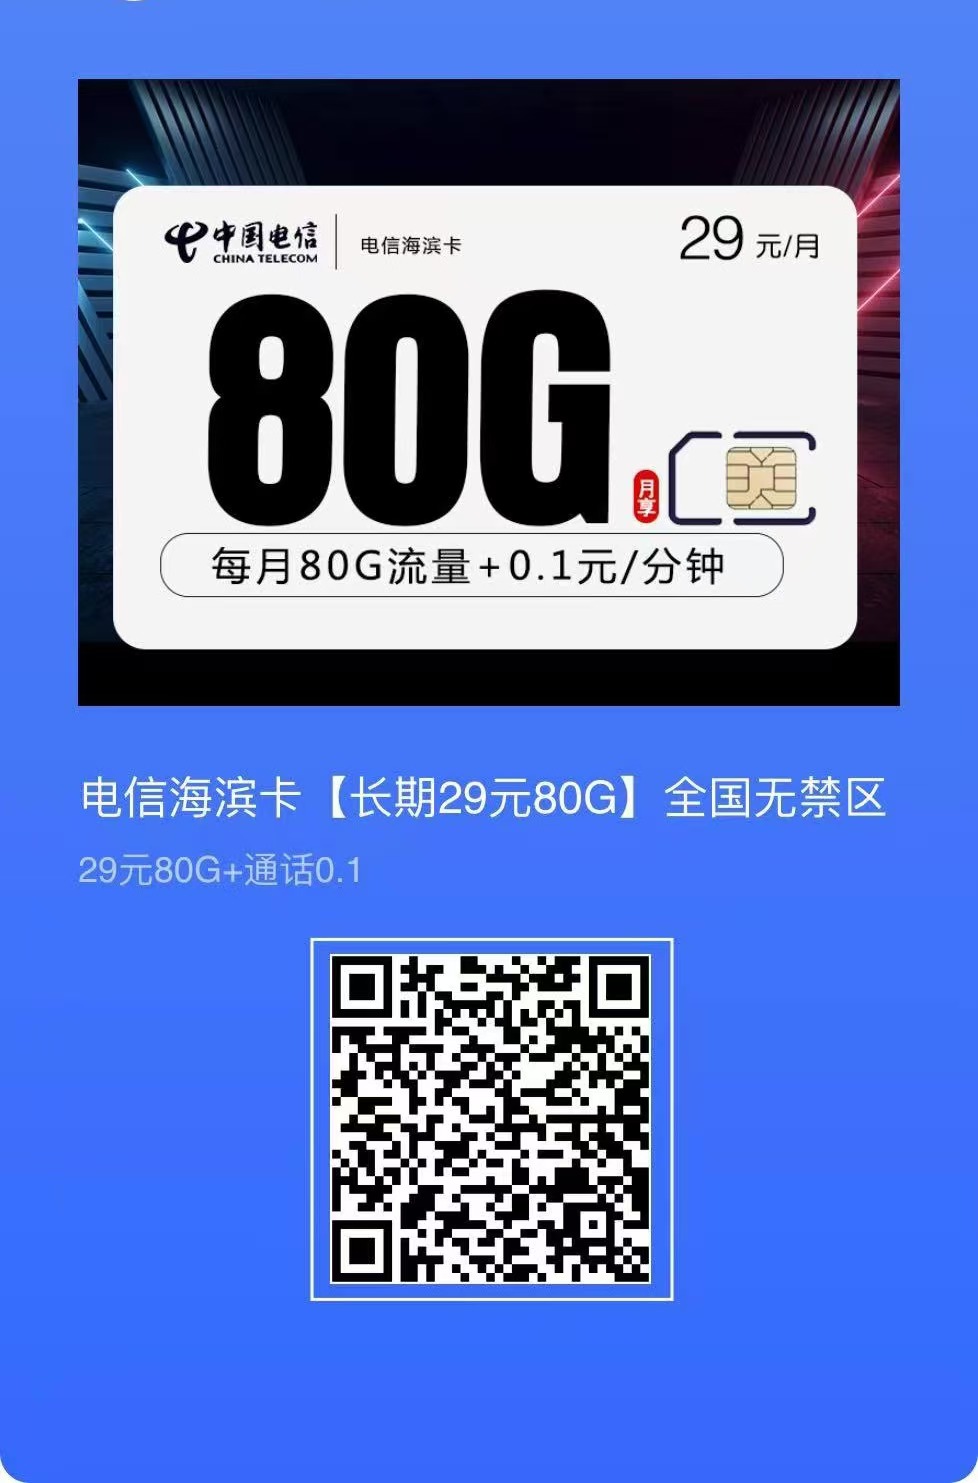 中国电信
CHINA TELECOM
电信海滨卡
29 元/月
80G
月享
每月80G流量+0.1元/分钟
电信海滨卡【长期29元80G】全国无禁区
29元80G+通话0.1